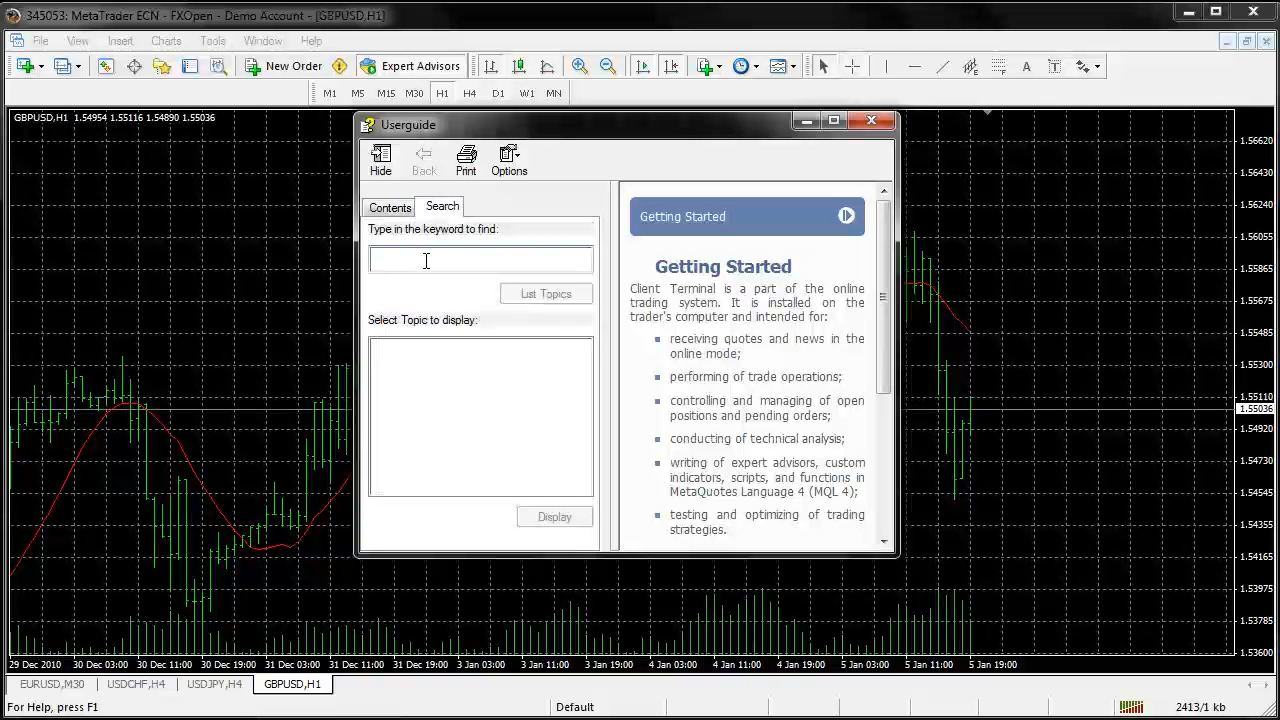 345053: MetaTrader ECN - FXOpen - Demo Account - [GBPUSD,H1]
File View Insert Charts Tools Window Help
New Order Expert Advisors A T
M1 M5 M15 M30 H1 H4 D1 W1 MN
GBPUSD,H1 1.54954 1.55116 1.54890 1.55036
Userguide
Hide Back Print Options
Contents Search
Type in the keyword to find:
List Topics
Select Topic to display:
Display
Getting Started
Getting Started
Client Terminal is a part of the online
trading system. It is installed on the
trader's computer and intended for:
receiving quotes and news in the
online mode;
performing of trade operations;
controlling and managing of open
positions and pending orders;
conducting of technical analysis;
writing of expert advisors, custom
indicators, scripts, and functions in
MetaQuotes Language 4 (MQL 4);
testing and optimizing of trading
strategies.
1.56620
1.56430
1.56240
1.56055
1.55865
1.55675
1.55485
1.55300
1.55110
1.55036
1.54920
1.54730
1.54545
1.54355
1.54165
1.53975
1.53785
1.53600
29 Dec 2010 30 Dec 03:00 30 Dec 11:00 30 Dec 19:00 31 Dec 03:00 31 Dec 11:00 31 Dec 19:00 3 Jan 03:00 3 Jan 11:00 3 Jan 19:00 4 Jan 03:00 4 Jan 11:00 4 Jan 19:00 5 Jan 03:00 5 Jan 11:00 5 Jan 19:00
EURUSD,M30 USDCHF,H4 USDJPY,H4 GBPUSD,H1
For Help, press F1 Default 2413/1 kb